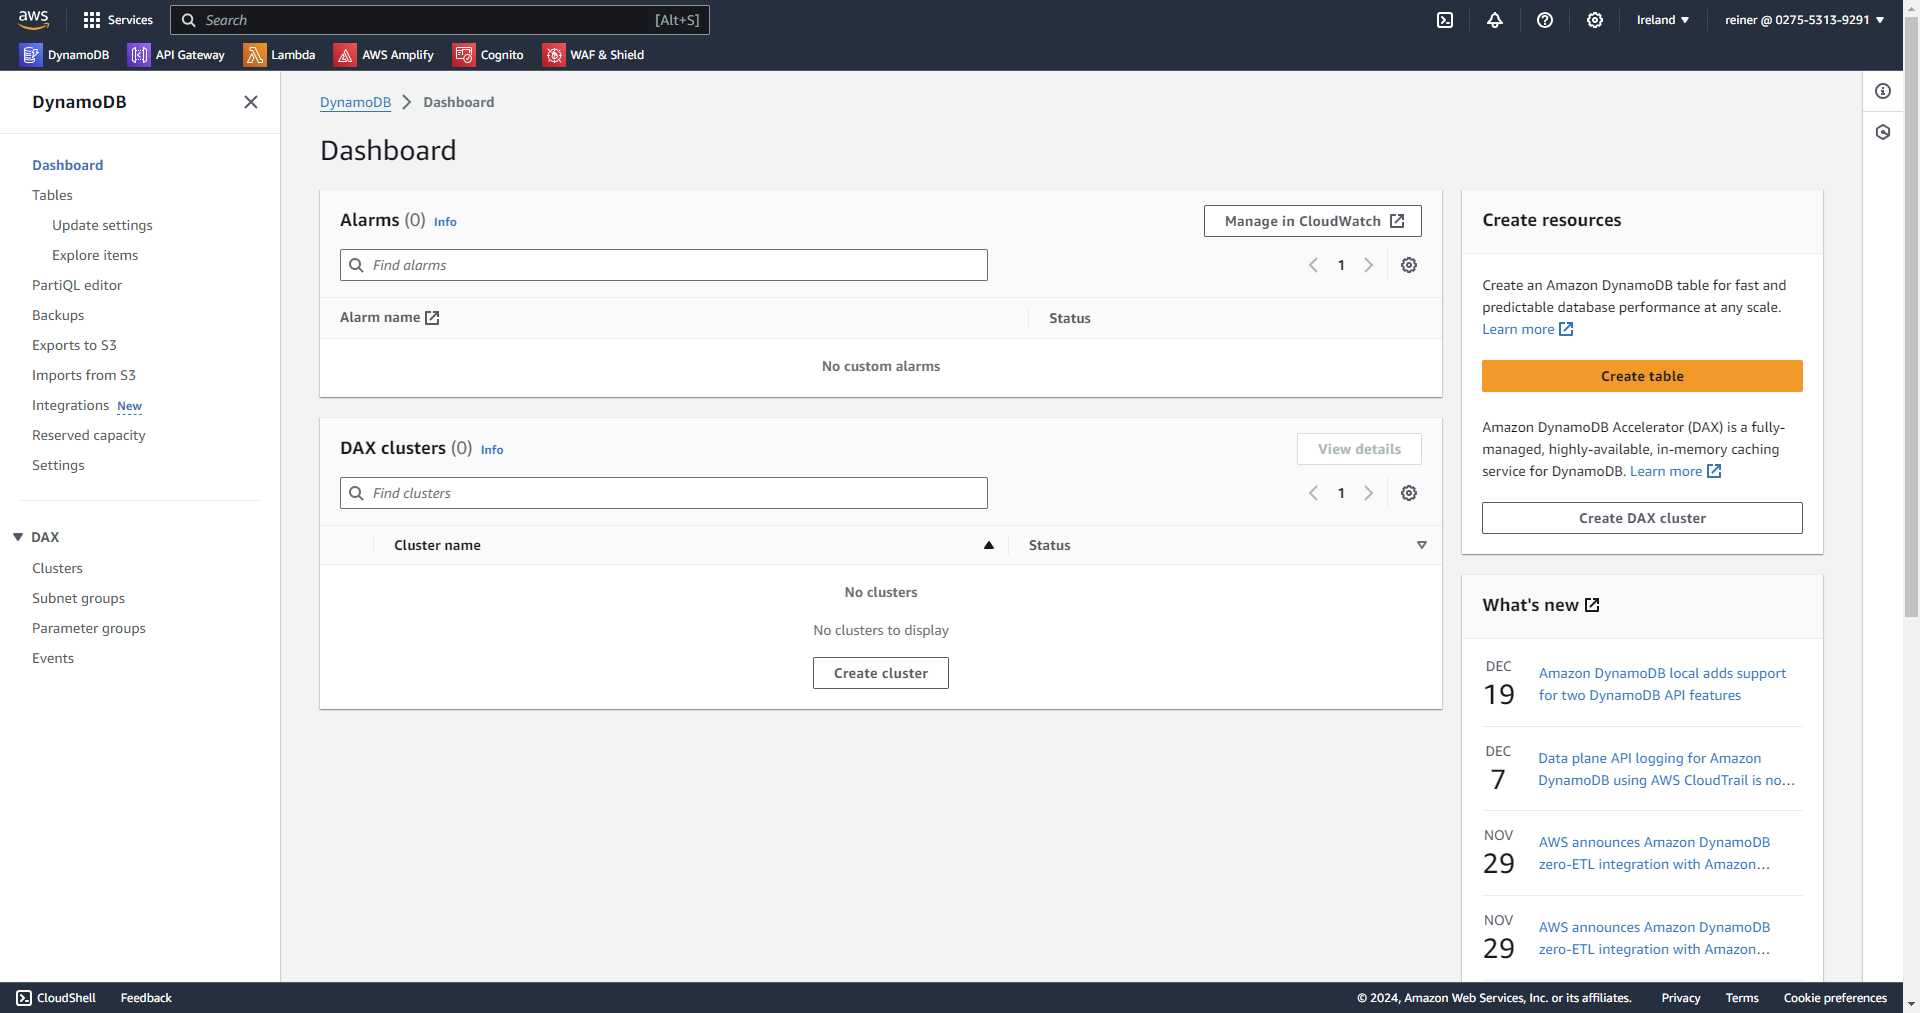 aws
Services
Search
[Alt+S]
Ireland
reiner @ 0275-5313-9291
DynamoDB
API Gateway
Lambda
AWS Amplify
Cognito
WAF & Shield
DynamoDB
Dashboard
Tables
Update settings
Explore items
PartiQL editor
Backups
Exports to S3
Imports from S3
Integrations New
Reserved capacity
Settings
DAX
Clusters
Subnet groups
Parameter groups
Events
DynamoDB > Dashboard
Dashboard
Alarms (0) Info
Manage in CloudWatch
Find alarms
1
Alarm name
Status
No custom alarms
DAX clusters (0) Info
View details
Find clusters
1
Cluster name
Status
No clusters
No clusters to display
Create cluster
Create resources
Create an Amazon DynamoDB table for fast and
predictable database performance at any scale.
Learn more
Create table
Amazon DynamoDB Accelerator (DAX) is a fully-
managed, highly-available, in-memory caching
service for DynamoDB. Learn more
Create DAX cluster
What's new
DEC
19
Amazon DynamoDB local adds support
for two DynamoDB API features
DEC
7
Data plane API logging for Amazon
DynamoDB using AWS CloudTrail is no...
NOV
29
AWS announces Amazon DynamoDB
zero-ETL integration with Amazon...
NOV
29
AWS announces Amazon DynamoDB
zero-ETL integration with Amazon...
CloudShell
Feedback
© 2024, Amazon Web Services, Inc. or its affiliates.
Privacy
Terms
Cookie preferences